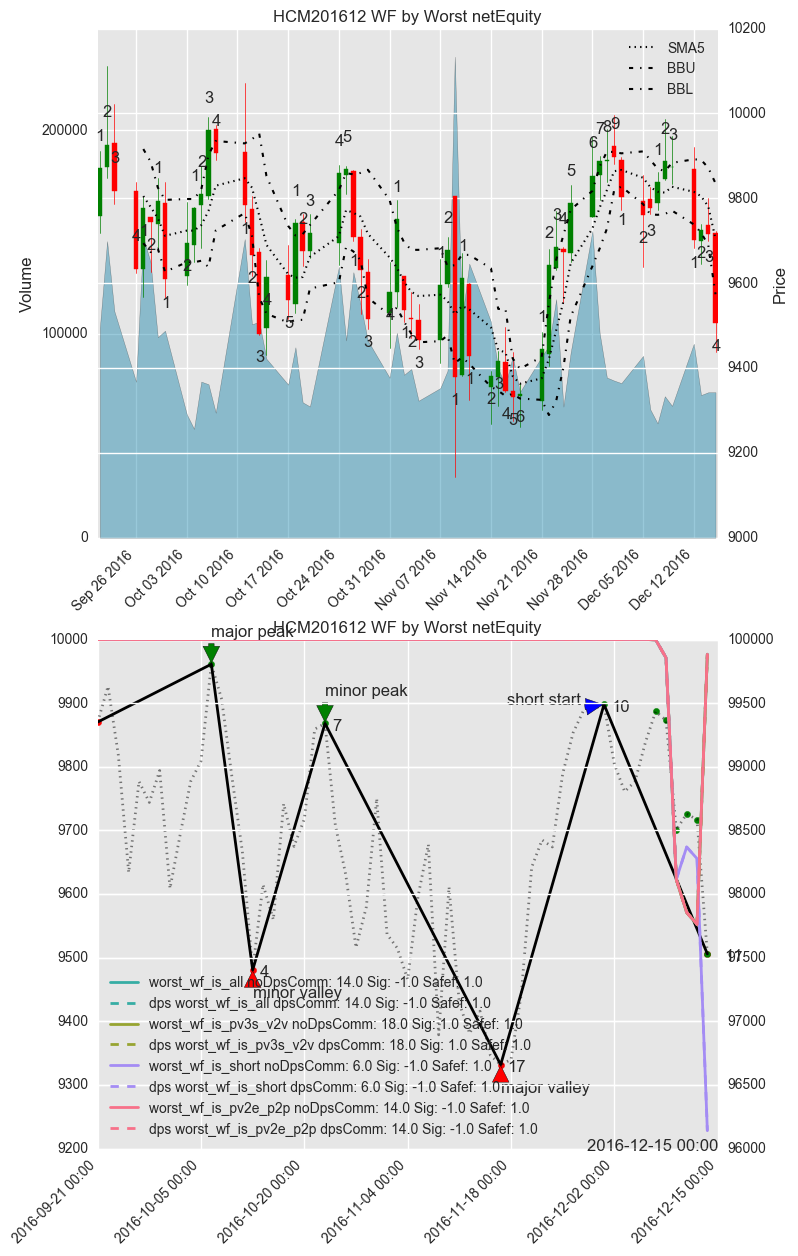 HCM201612 WF by Worst netEquity
10200
SMA5
BBU
BBL
10000
200000
9800
Volume
Price
9600
100000
9400
9200
0
9000
Sep 26 2016
Oct 03 2016
Oct 10 2016
Oct 17 2016
Oct 24 2016
Oct 31 2016
Nov 07 2016
Nov 14 2016
Nov 21 2016
Nov 28 2016
Dec 05 2016
Dec 12 2016
HCM201612 WF by Worst netEquity
major peak
10000
100000
minor peak
short start
9900
10
99500
7
9800
99000
9700
98500
9600
98000
9500
97500
4
worst_wf_is_all noDpsComm: 14.0 Sig: -1.0 Safef: 1.0
minor valley
dps worst_wf_is_all dpsComm: 14.0 Sig: -1.0 Safef: 1.0
9400
97000
worst_wf_is_pv3s_v2v noDpsComm: 18.0 Sig: 1.0 Safef: 1.0
dps worst_wf_is_pv3s_v2v dpsComm: 18.0 Sig: 1.0 Safef: 1.0
worst_wf_is_short noDpsComm: 6.0 Sig: -1.0 Safef: 1.0
17
9300
96500
dps worst_wf_is_short dpsComm: 6.0 Sig: -1.0 Safef: 1.0
major valley
worst_wf_is_pv2e_p2p noDpsComm: 14.0 Sig: -1.0 Safef: 1.0
dps worst_wf_is_pv2e_p2p dpsComm: 14.0 Sig: -1.0 Safef: 1.0
9200
2016-12-15 00:00
96000
2016-09-21 00:00
2016-10-05 00:00
2016-10-20 00:00
2016-11-04 00:00
2016-11-18 00:00
2016-12-02 00:00
2016-12-15 00:00